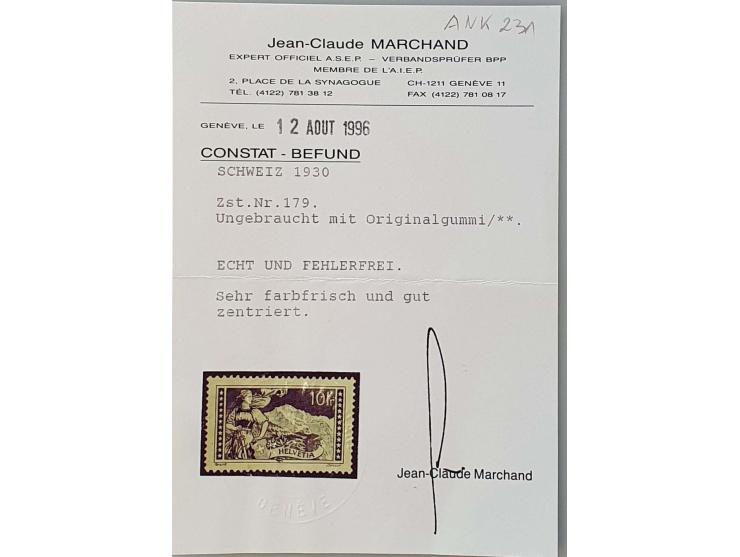 ANK 231
Jean-Claude MARCHAND
EXPERT OFFICIEL A.S.E.P. – VERBANDSPRÜFER BPP
MEMBRE DE L'A.I.E.P.
2, PLACE DE LA SYNAGOGUE CH-1211 GENÈVE 11
TÉL. (4122) 781 38 12 FAX (4122) 781 08 17
GENÈVE, LE 12 AOUT 1996
CONSTAT - BEFUND
SCHWEIZ 1930
Zst.Nr.179.
Ungebraucht mit Originalgummi/**.
ECHT UND FEHLERFREI.
Sehr farbfrisch und gut
zentriert.
10Fr.
HELVETIA
GENÈVE
Jean-Claude Marchand